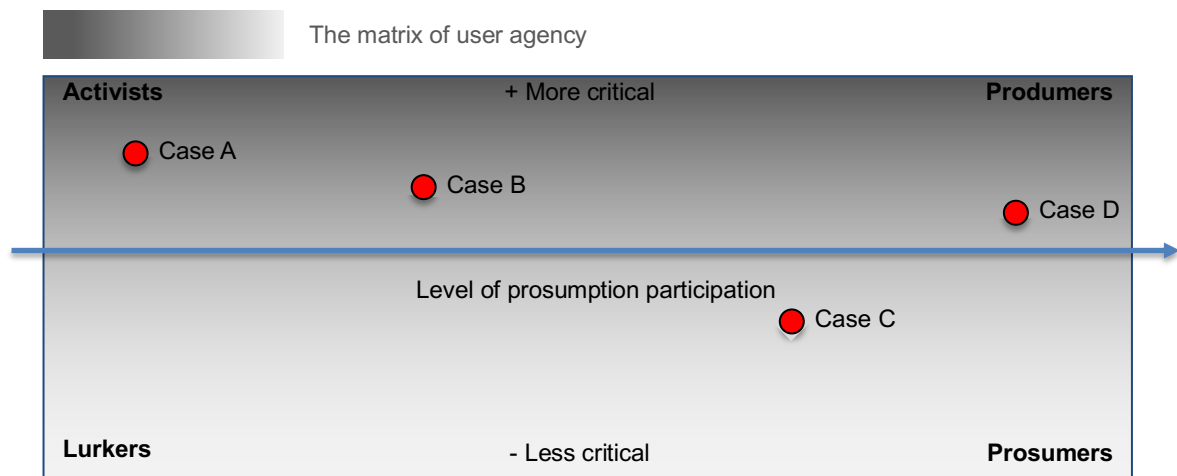 The matrix of user agency
Activists + More critical Produmers
Case A
Case B
Case D
Level of prosumption participation
Case C
Lurkers - Less critical Prosumers